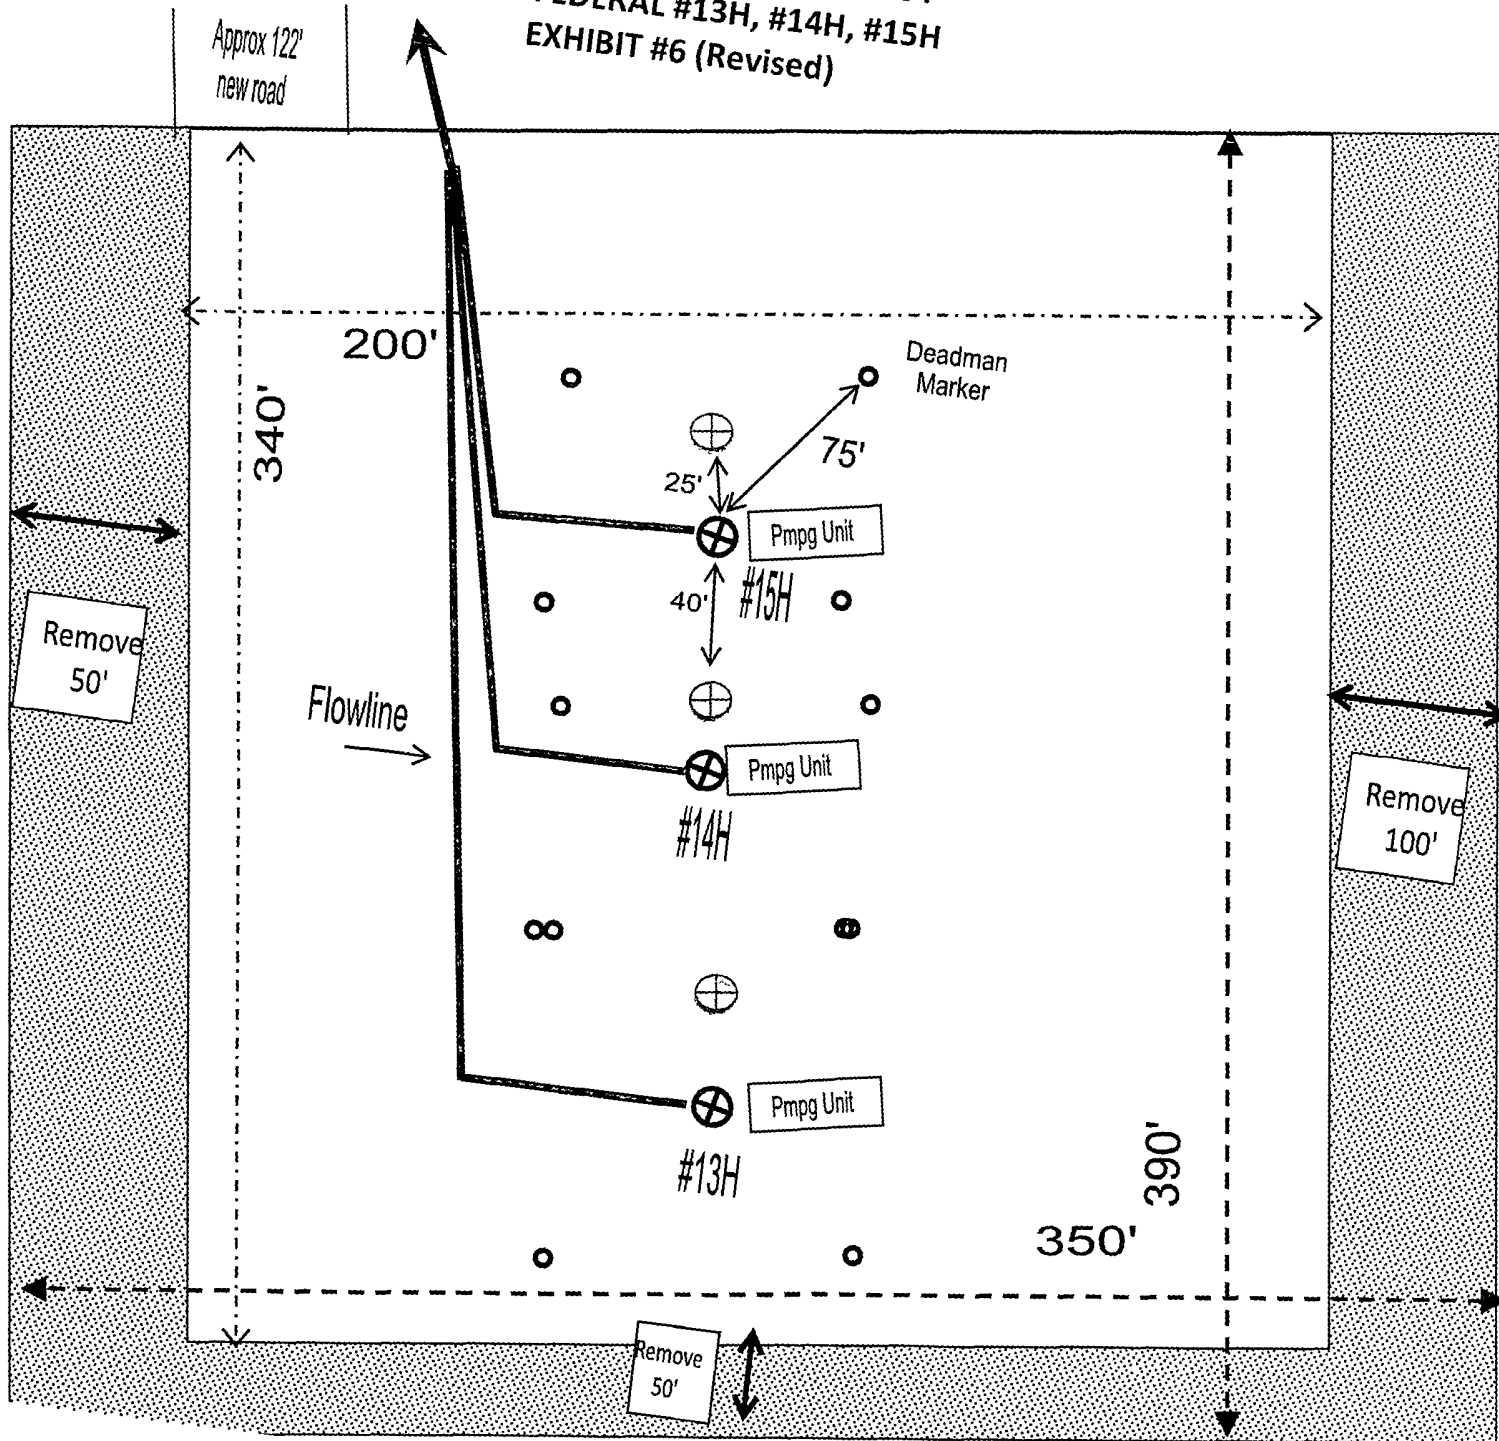 FEDERAL #13H, #14H, #15H
EXHIBIT #6 (Revised)
Approx 122'
new road
200'
340'
Deadman
Marker
75'
25'
Pmpg Unit
#15H
40'
Remove
50'
Flowline
Pmpg Unit
#14H
Remove
100'
Pmpg Unit
#13H
390'
350'
Remove
50'